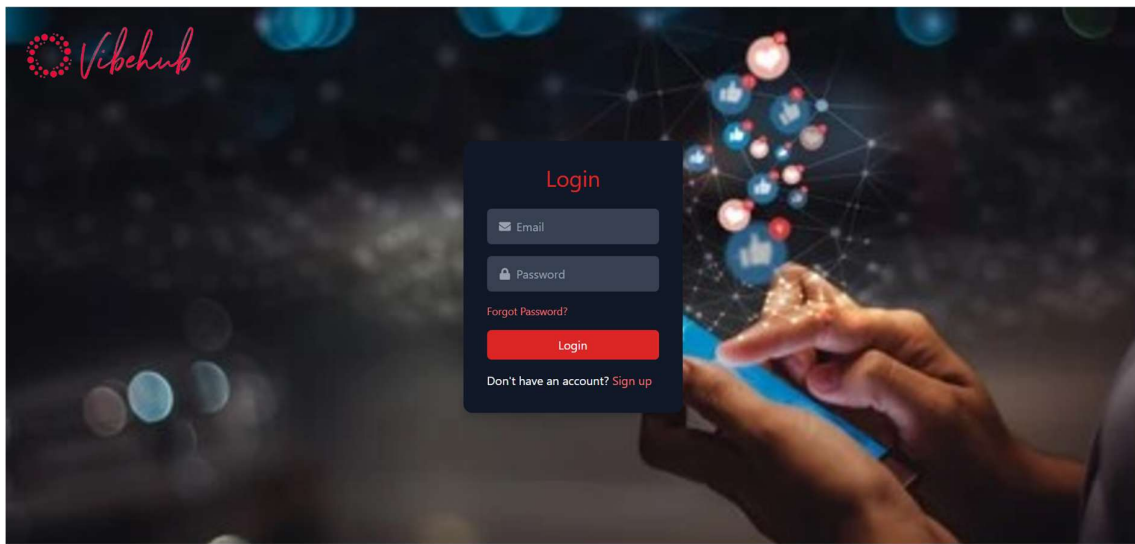 Vibehub
Login
Email
Password
Forgot Password?
Login
Don't have an account? Sign up